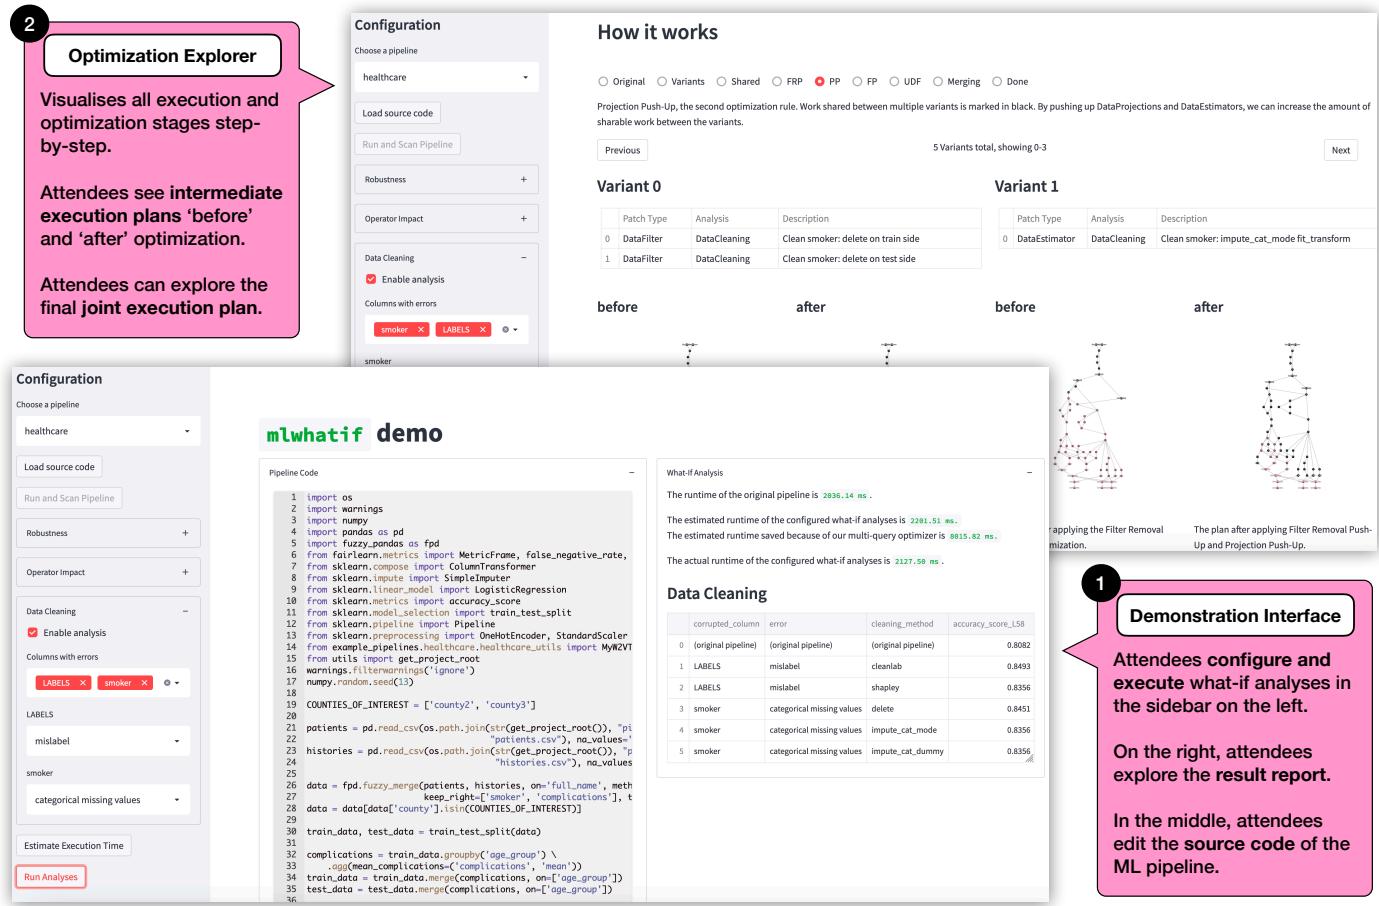 2
Optimization Explorer
Visualises all execution and
optimization stages step-
by-step.
Attendees see intermediate
execution plans ‘before’
and ‘after’ optimization.
Attendees can explore the
final joint execution plan.
Configuration
Choose a pipeline
healthcare
Load source code
Run and Scan Pipeline
Robustness +
Operator Impact +
Data Cleaning −
Enable analysis
Columns with errors
smoker × LABELS ×
smoker
How it works
Original Variants Shared FRP PP FP UDF Merging Done
Projection Push-Up, the second optimization rule. Work shared between multiple variants is marked in black. By pushing up DataProjections and DataEstimators, we can increase the amount of
sharable work between the variants.
Previous 5 Variants total, showing 0-3 Next
Variant 0
Patch Type Analysis Description
0 DataFilter DataCleaning Clean smoker: delete on train side
1 DataFilter DataCleaning Clean smoker: delete on test side
before after
Variant 1
Patch Type Analysis Description
0 DataEstimator DataCleaning Clean smoker: impute_cat_mode fit_transform
before after
applying the Filter Removal
mization.
The plan after applying Filter Removal Push-
Up and Projection Push-Up.
Configuration
Choose a pipeline
healthcare
Load source code
Run and Scan Pipeline
Robustness +
Operator Impact +
Data Cleaning −
Enable analysis
Columns with errors
LABELS × smoker ×
LABELS
mislabel
smoker
categorical missing values
Estimate Execution Time
Run Analyses
mlwhatif demo
Pipeline Code −
1 import os
2 import warnings
3 import numpy
4 import pandas as pd
5 import fuzzy_pandas as fpd
6 from fairlearn.metrics import MetricFrame, false_negative_rate,
7 from sklearn.compose import ColumnTransformer
8 from sklearn.impute import SimpleImputer
9 from sklearn.linear_model import LogisticRegression
10 from sklearn.metrics import accuracy_score
11 from sklearn.model_selection import train_test_split
12 from sklearn.pipeline import Pipeline
13 from sklearn.preprocessing import OneHotEncoder, StandardScaler
14 from example_pipelines.healthcare.healthcare_utils import MyW2VT
15 from utils import get_project_root
16 warnings.filterwarnings('ignore')
17 numpy.random.seed(13)
18
19 COUNTIES_OF_INTEREST = ['county2', 'county3']
20
21 patients = pd.read_csv(os.path.join(str(get_project_root()), "pi
22 "patients.csv"), na_values='
23 histories = pd.read_csv(os.path.join(str(get_project_root()), "p
24 "histories.csv"), na_values
25
26 data = fpd.fuzzy_merge(patients, histories, on='full_name', meth
27 keep_right=['smoker', 'complications'], t
28 data = data[data['county'].isin(COUNTIES_OF_INTEREST)]
29
30 train_data, test_data = train_test_split(data)
31
32 complications = train_data.groupby('age_group') \
33 .agg(mean_complications=('complications', 'mean'))
34 train_data = train_data.merge(complications, on=['age_group'])
35 test_data = test_data.merge(complications, on=['age_group'])
36
What-If Analysis −
The runtime of the original pipeline is 2036.14 ms.
The estimated runtime of the configured what-if analyses is 2201.51 ms.
The estimated runtime saved because of our multi-query optimizer is 8015.82 ms.
The actual runtime of the configured what-if analyses is 2127.50 ms.
Data Cleaning
corrupted_column error cleaning_method accuracy_score_L58
0 (original pipeline) (original pipeline) (original pipeline) 0.8082
1 LABELS mislabel cleanlab 0.8493
2 LABELS mislabel shapley 0.8356
3 smoker categorical missing values delete 0.8451
4 smoker categorical missing values impute_cat_mode 0.8356
5 smoker categorical missing values impute_cat_dummy 0.8356
1
Demonstration Interface
Attendees configure and
execute what-if analyses in
the sidebar on the left.
On the right, attendees
explore the result report.
In the middle, attendees
edit the source code of the
ML pipeline.